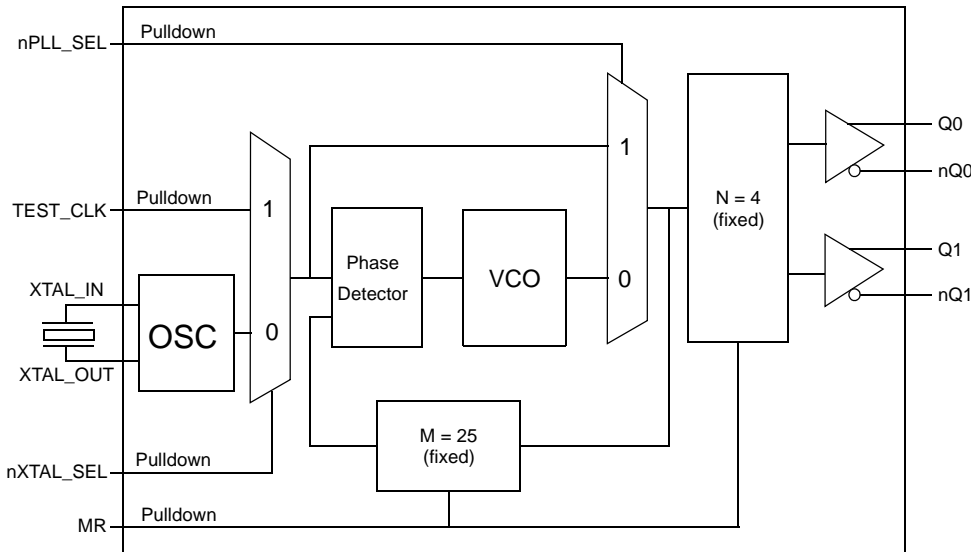 nPLL_SEL
Pulldown
Q0
nQ0
1
N = 4
(fixed)
TEST_CLK
Pulldown
1
Phase
Detector
VCO
0
Q1
nQ1
XTAL_IN
OSC
0
XTAL_OUT
M = 25
(fixed)
nXTAL_SEL
Pulldown
MR
Pulldown